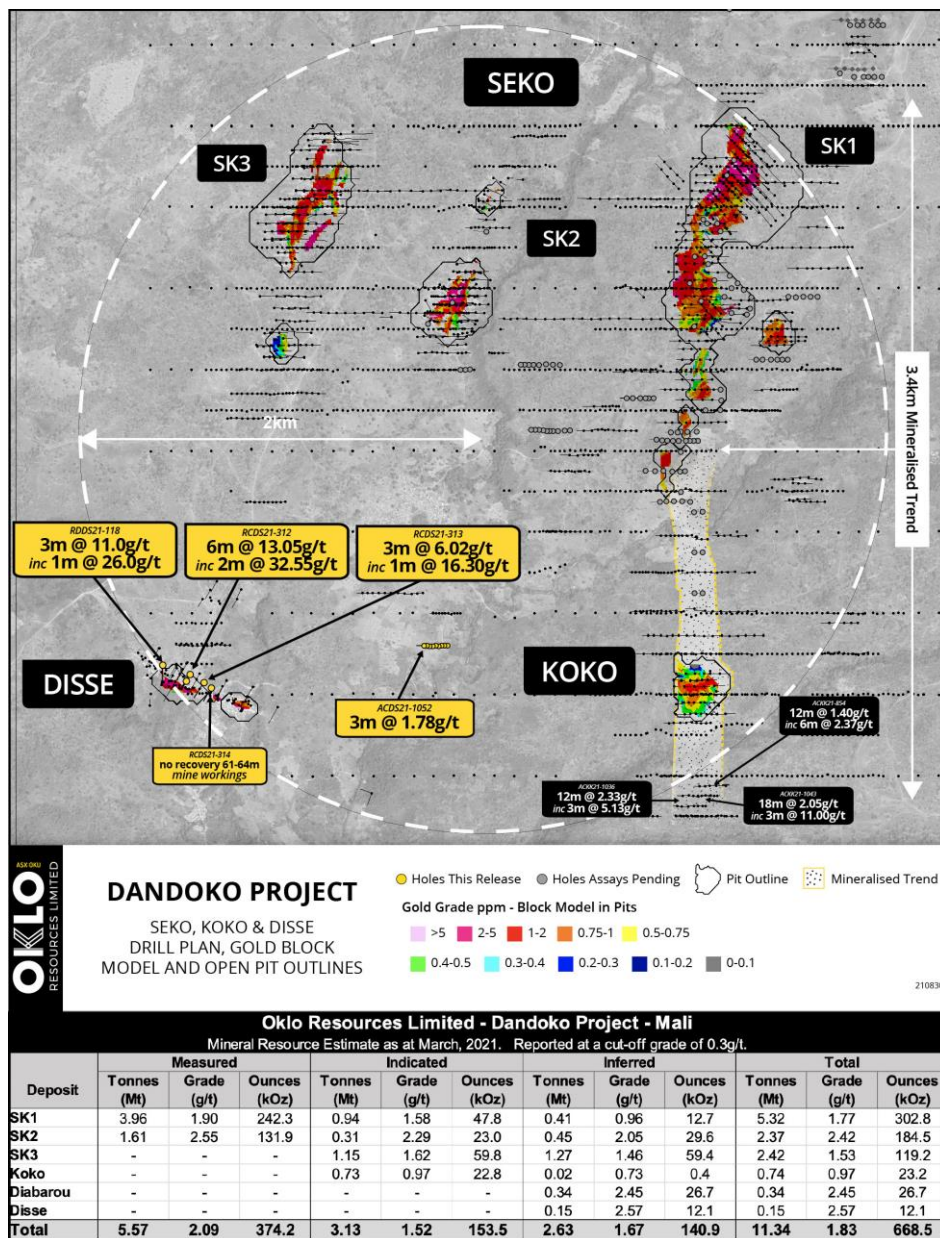 SEKO
SK3
SK1
SK2
2km
3.4km Mineralised Trend
RDDS21-118
3m @ 11.0g/t
inc 1m @ 26.0g/t
RCDS21-312
6m @ 13.05g/t
inc 2m @ 32.55g/t
RCDS21-313
3m @ 6.02g/t
inc 1m @ 16.30g/t
DISSE
KOKO
ACDS21-1052
3m @ 1.78g/t
RCDS21-314
no recovery 61-64m
mine workings
ACKK21-854
12m @ 1.40g/t
inc 6m @ 2.37g/t
ACKK21-1036
12m @ 2.33g/t
inc 3m @ 5.13g/t
ACKK21-1043
18m @ 2.05g/t
inc 3m @ 11.00g/t
ASX OKU
OKLO
RESOURCES LIMITED
DANDOKO PROJECT
SEKO, KOKO & DISSE
DRILL PLAN, GOLD BLOCK
MODEL AND OPEN PIT OUTLINES
Holes This Release Holes Assays Pending Pit Outline Mineralised Trend
Gold Grade ppm - Block Model in Pits
>5 2-5 1-2 0.75-1 0.5-0.75
0.4-0.5 0.3-0.4 0.2-0.3 0.1-0.2 0-0.1
210830
Oklo Resources Limited - Dandoko Project - Mali
Mineral Resource Estimate as at March, 2021. Reported at a cut-off grade of 0.3g/t.
Measured Indicated Inferred Total
Deposit Tonnes (Mt) Grade (g/t) Ounces (kOz) Tonnes (Mt) Grade (g/t) Ounces (kOz) Tonnes (Mt) Grade (g/t) Ounces (kOz) Tonnes (Mt) Grade (g/t) Ounces (kOz)
SK1 3.96 1.90 242.3 0.94 1.58 47.8 0.41 0.96 12.7 5.32 1.77 302.8
SK2 1.61 2.55 131.9 0.31 2.29 23.0 0.45 2.05 29.6 2.37 2.42 184.5
SK3 - - - 1.15 1.62 59.8 1.27 1.46 59.4 2.42 1.53 119.2
Koko - - - 0.73 0.97 22.8 0.02 0.73 0.4 0.74 0.97 23.2
Diabarou - - - - - - 0.34 2.45 26.7 0.34 2.45 26.7
Disse - - - - - - 0.15 2.57 12.1 0.15 2.57 12.1
Total 5.57 2.09 374.2 3.13 1.52 153.5 2.63 1.67 140.9 11.34 1.83 668.5